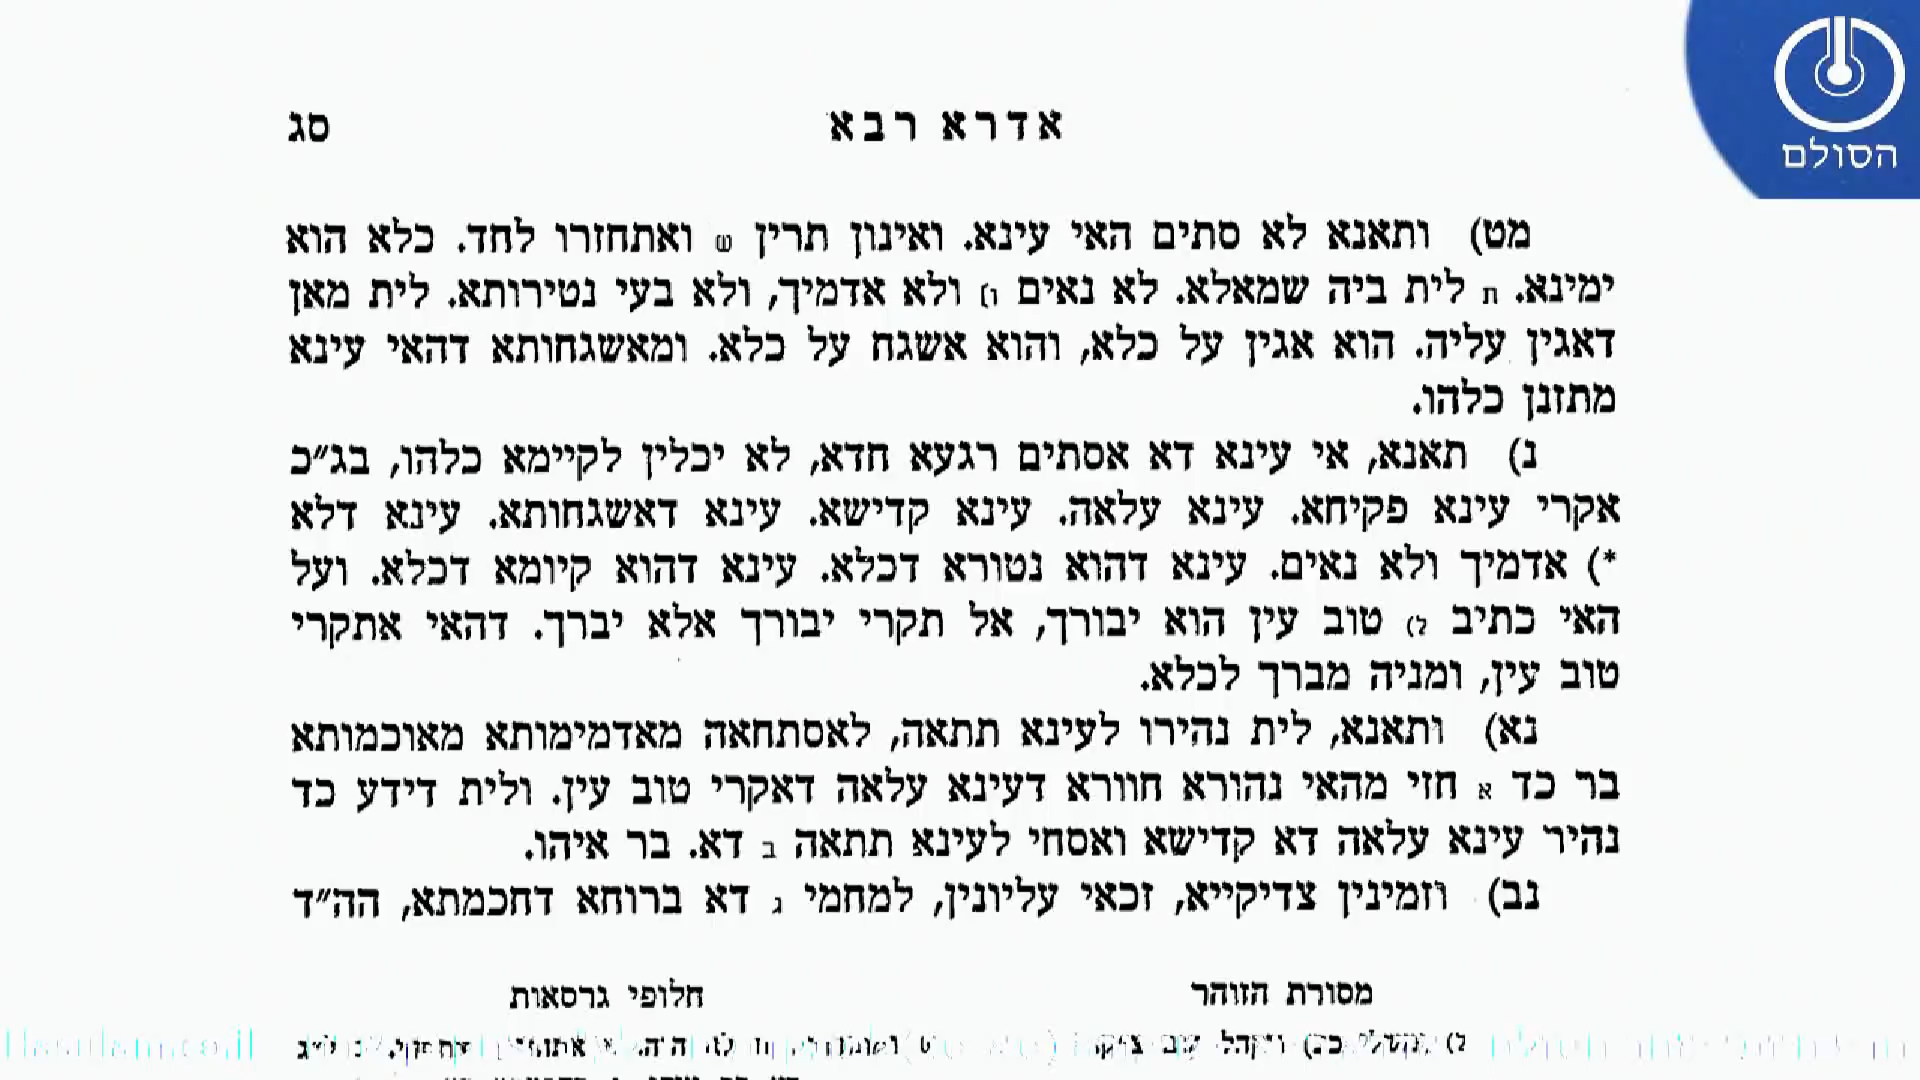 הסולם
אדרא רבא
סג
מט) ותאנא לא סתים האי עינא. ואינון תרין ש ואתחזרו לחד. כלא הוא
ימינא. ת לית ביה שמאלא. לא נאים ו) ולא אדמיך, ולא בעי נטירותא. לית מאן
דאגין עליה. הוא אגין על כלא, והוא אשגח על כלא. ומאשגחותא דהאי עינא
מתזנן כלהו.
נ) תאנא, אי עינא דא אסתים רגעא חדא, לא יכלין לקיימא כלהו, בג״כ
אקרי עינא פקיחא. עינא עלאה. עינא קדישא. עינא דאשגחותא. עינא דלא
*) אדמיך ולא נאים. עינא דהוא נטורא דכלא. עינא דהוא קיומא דכלא. ועל
האי כתיב ל) טוב עין הוא יבורך, אל תקרי יבורך אלא יברך. דהאי אתקרי
טוב עין, ומניה מברך לכלא.
נא) ותאנא, לית נהירו לעינא תתאה, לאסתחאה מאדמימותא מאוכמותא
בר כד א חזי מהאי נהורא חוורא דעינא עלאה דאקרי טוב עין. ולית דידע כד
נהיר עינא עלאה דא קדישא ואסחי לעינא תתאה ב דא. בר איהו.
נב) וזמינין צדיקייא, זכאי עליונין, למחמי ג דא ברוחא דחכמתא, הה״ד
מסורת הזוהר
חלופי גרסאות